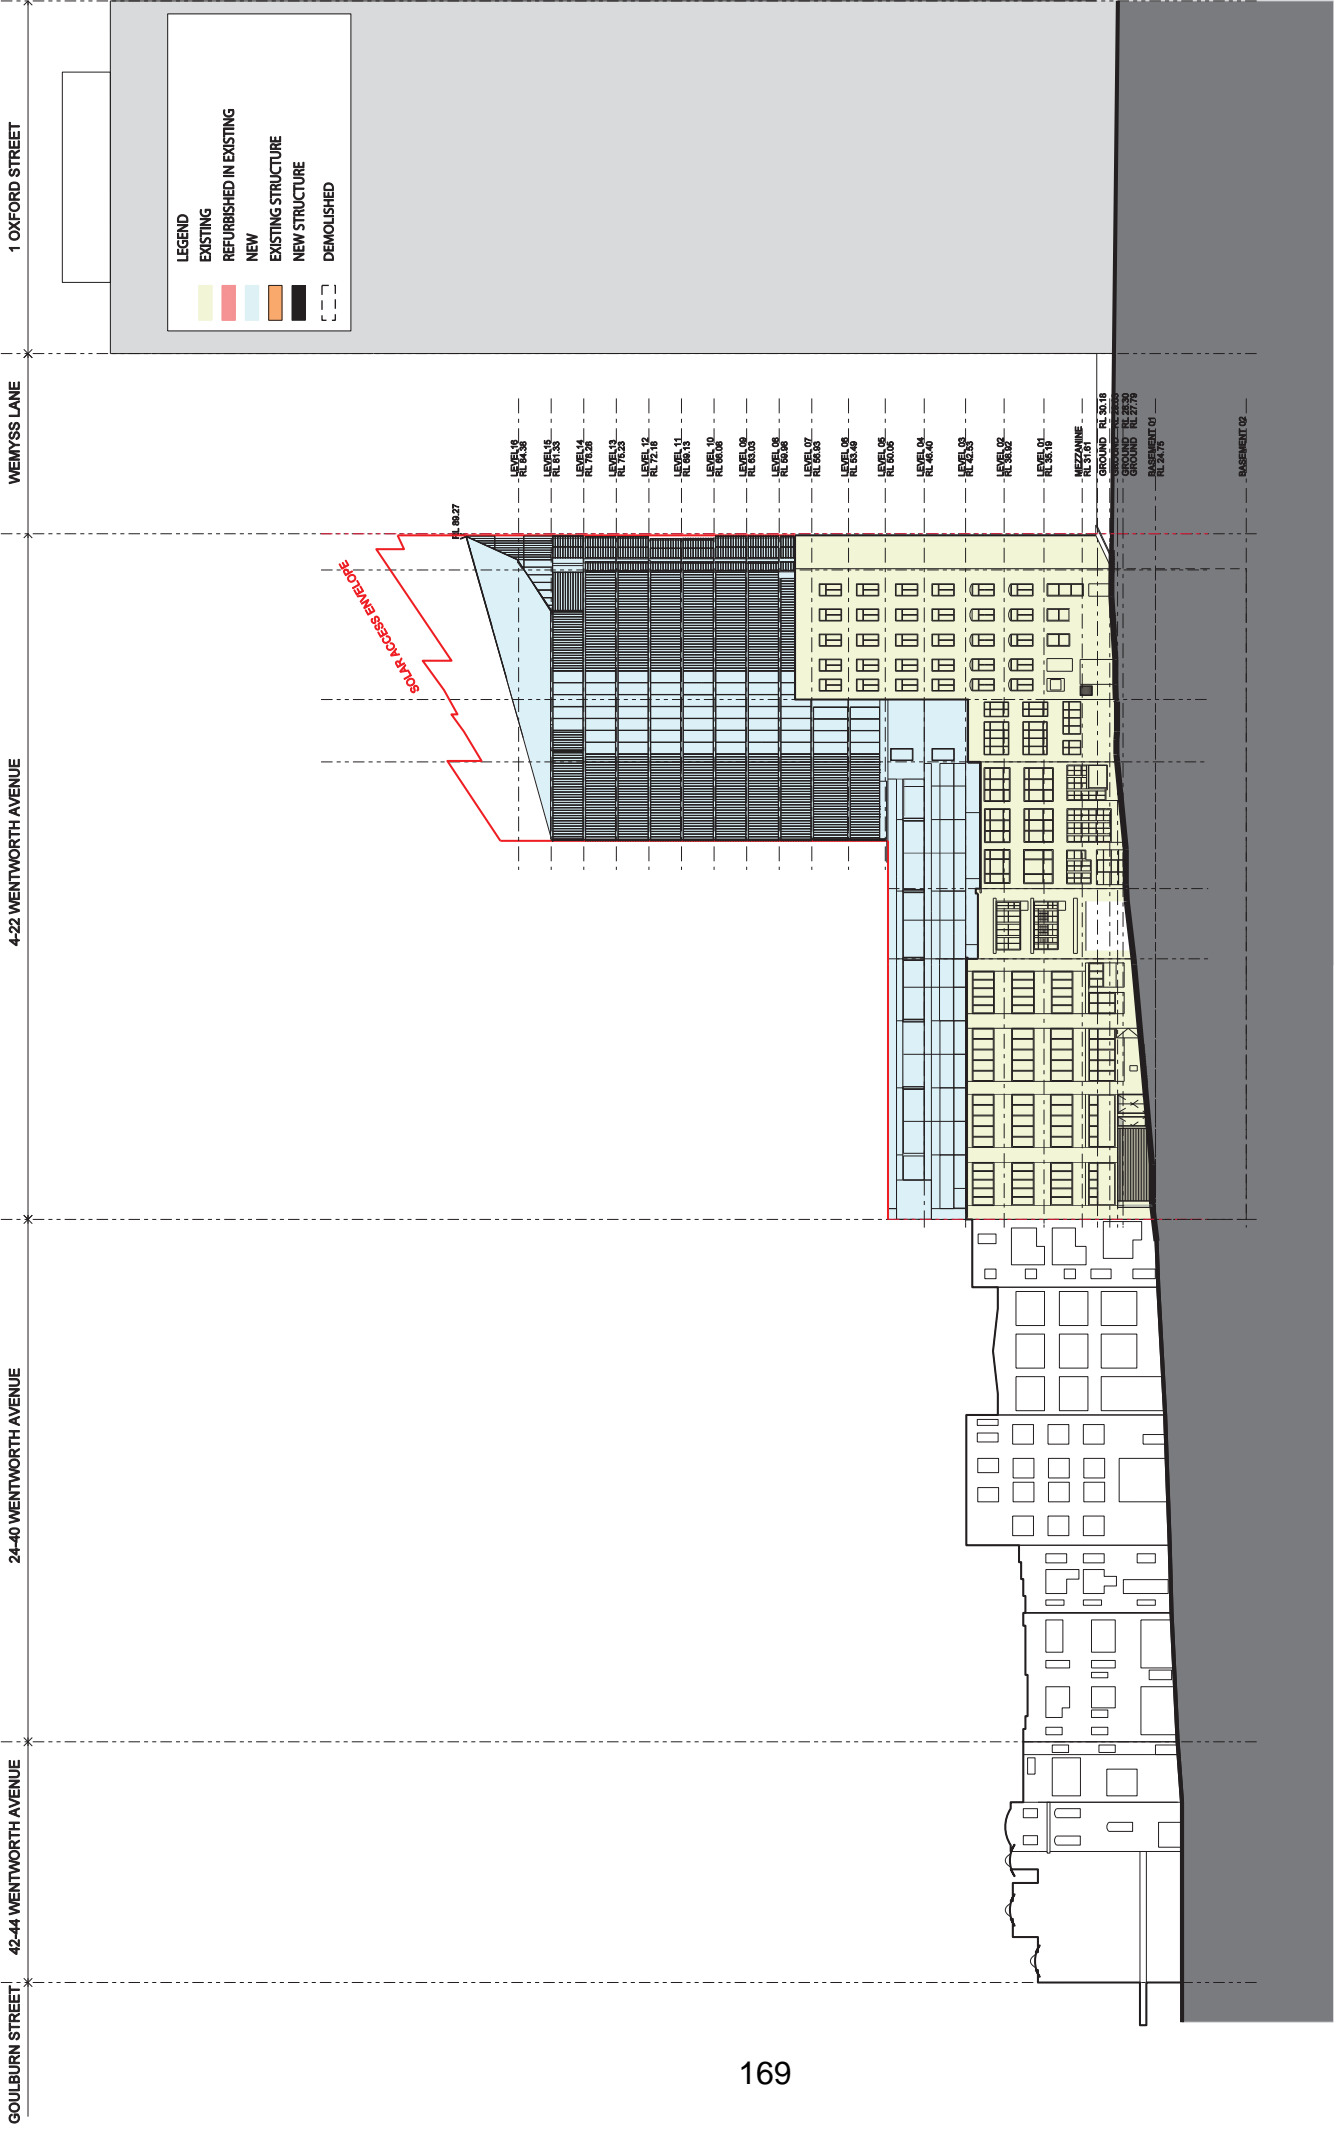 GOULBURN STREET
42-44 WENTWORTH AVENUE
24-40 WENTWORTH AVENUE
4-22 WENTWORTH AVENUE
WEMYSS LANE
1 OXFORD STREET
LEGEND
EXISTING
REFURBISHED IN EXISTING
NEW
EXISTING STRUCTURE
NEW STRUCTURE
DEMOLISHED
SOLAR ACCESS ENVELOPE
RL 89.27
LEVEL 16
RL 84.38
LEVEL 15
RL 81.33
LEVEL 14
RL 78.28
LEVEL 13
RL 75.23
LEVEL 12
RL 72.18
LEVEL 11
RL 69.13
LEVEL 10
RL 66.08
LEVEL 09
RL 63.03
LEVEL 08
RL 59.98
LEVEL 07
RL 56.93
LEVEL 06
RL 53.49
LEVEL 05
RL 50.05
LEVEL 04
RL 46.40
LEVEL 03
RL 42.53
LEVEL 02
RL 38.92
LEVEL 01
RL 35.19
MEZZANINE
RL 31.61
GROUND RL 30.18
GROUND
GROUND RL 28.30
GROUND RL 27.79
BASEMENT 01
RL 24.75
BASEMENT 02
169